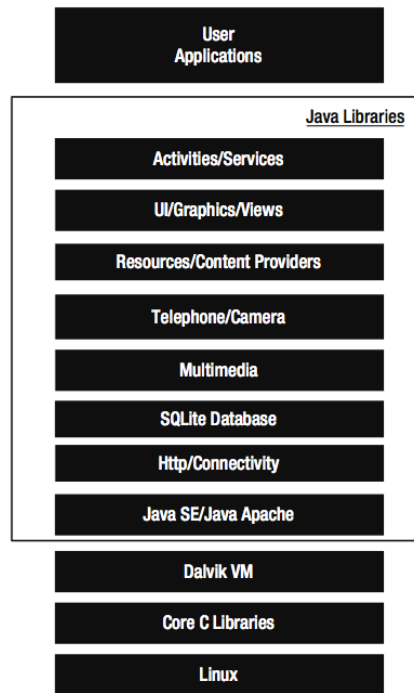 User
Applications
Java Libraries
Activities/Services
UI/Graphics/Views
Resources/Content Providers
Telephone/Camera
Multimedia
SQLite Database
Http/Connectivity
Java SE/Java Apache
Dalvik VM
Core C Libraries
Linux